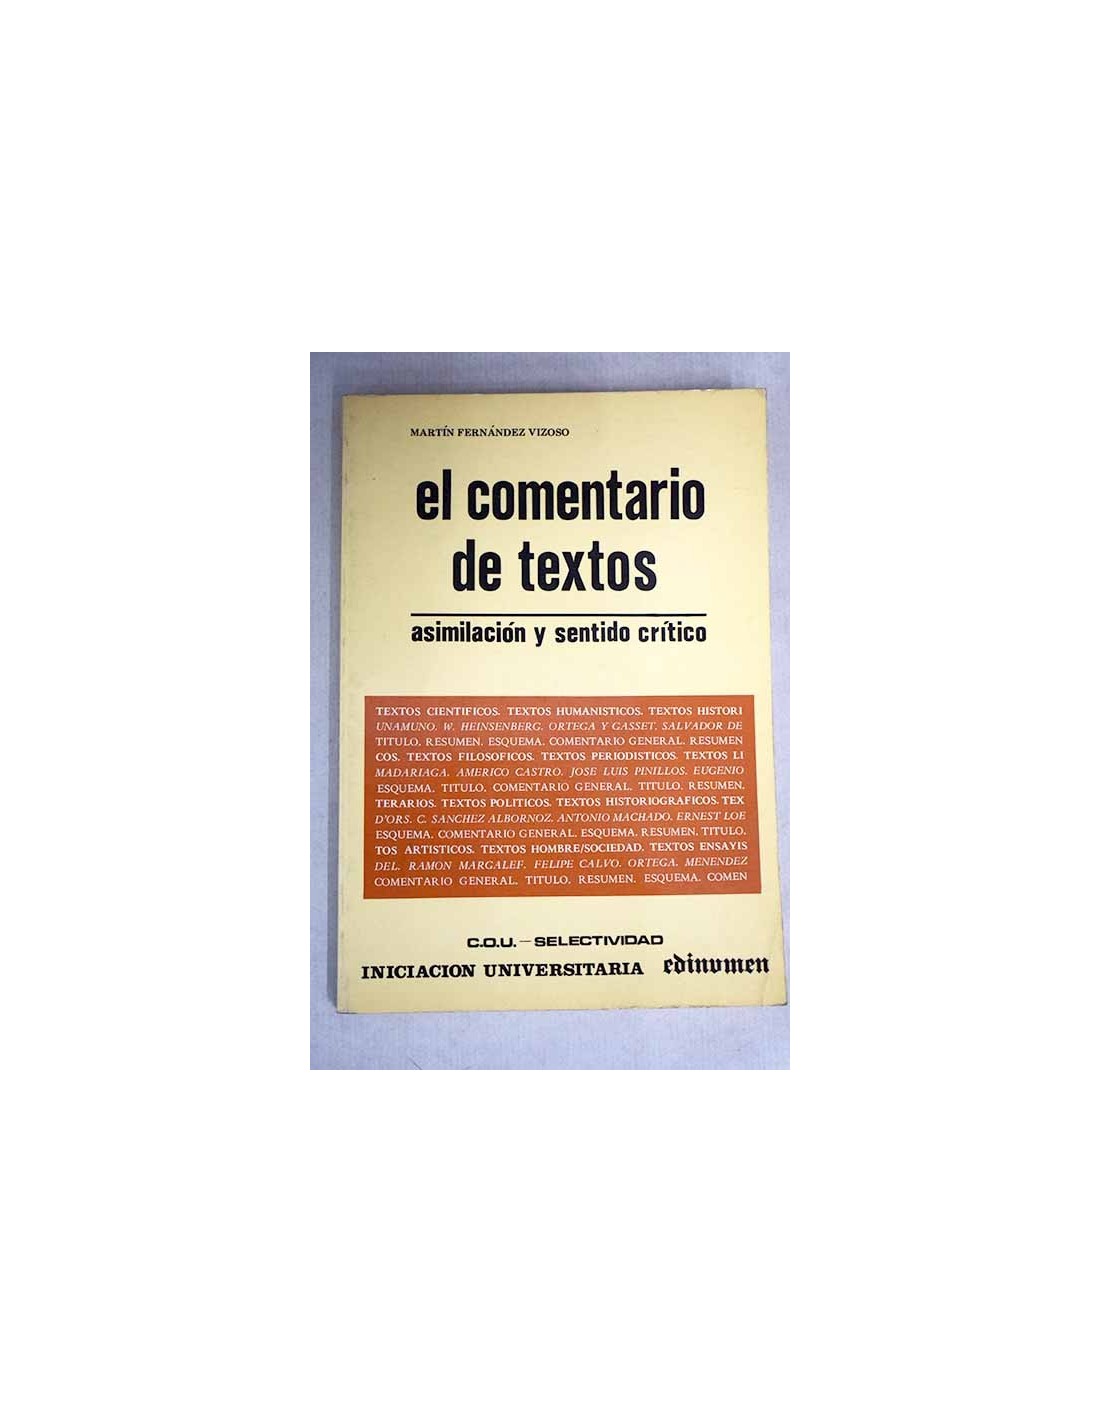 MARTÍN FERNÁNDEZ VIZOSO
el comentario
de textos
asimilación y sentido crítico
TEXTOS CIENTIFICOS. TEXTOS HUMANISTICOS. TEXTOS HISTORI
UNAMUNO. W. HEINSENBERG. ORTEGA Y GASSET. SALVADOR DE
TITULO. RESUMEN. ESQUEMA. COMENTARIO GENERAL. RESUMEN
COS. TEXTOS FILOSOFICOS. TEXTOS PERIODISTICOS. TEXTOS LI
MADARIAGA. AMERICO CASTRO. JOSE LUIS PINILLOS. EUGENIO
ESQUEMA. TITULO. COMENTARIO GENERAL. TITULO. RESUMEN.
TERARIOS. TEXTOS POLITICOS. TEXTOS HISTORIOGRAFICOS. TEX
D'ORS. C. SANCHEZ ALBORNOZ. ANTONIO MACHADO. ERNEST LOE
ESQUEMA. COMENTARIO GENERAL. ESQUEMA. RESUMEN. TITULO.
TOS ARTISTICOS. TEXTOS HOMBRE/SOCIEDAD. TEXTOS ENSAYIS
DEL. RAMON MARGALEF. FELIPE CALVO. ORTEGA. MENENDEZ
COMENTARIO GENERAL. TITULO. RESUMEN. ESQUEMA. COMEN
C.O.U. — SELECTIVIDAD
INICIACION UNIVERSITARIA edinumen